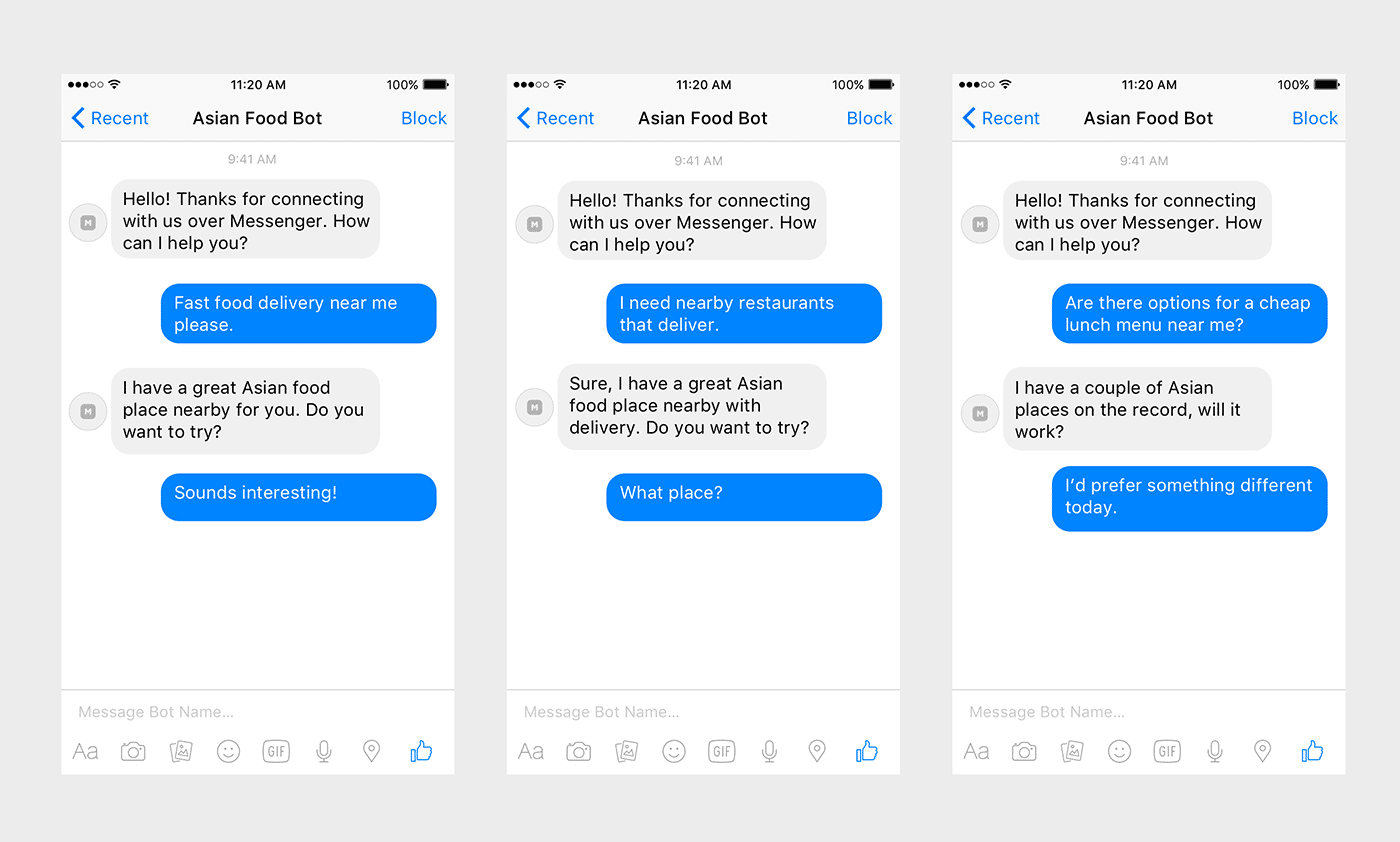 11:20 AM
100%
Recent
Asian Food Bot
Block
9:41 AM
M
Hello! Thanks for connecting
with us over Messenger. How
can I help you?
Fast food delivery near me
please.
M
I have a great Asian food
place nearby for you. Do you
want to try?
Sounds interesting!
Message Bot Name...
Aa
GIF
11:20 AM
100%
Recent
Asian Food Bot
Block
9:41 AM
M
Hello! Thanks for connecting
with us over Messenger. How
can I help you?
I need nearby restaurants
that deliver.
M
Sure, I have a great Asian
food place nearby with
delivery. Do you want to try?
What place?
Message Bot Name...
Aa
GIF
11:20 AM
100%
Recent
Asian Food Bot
Block
9:41 AM
M
Hello! Thanks for connecting
with us over Messenger. How
can I help you?
Are there options for a cheap
lunch menu near me?
M
I have a couple of Asian
places on the record, will it
work?
I’d prefer something different
today.
Message Bot Name...
Aa
GIF